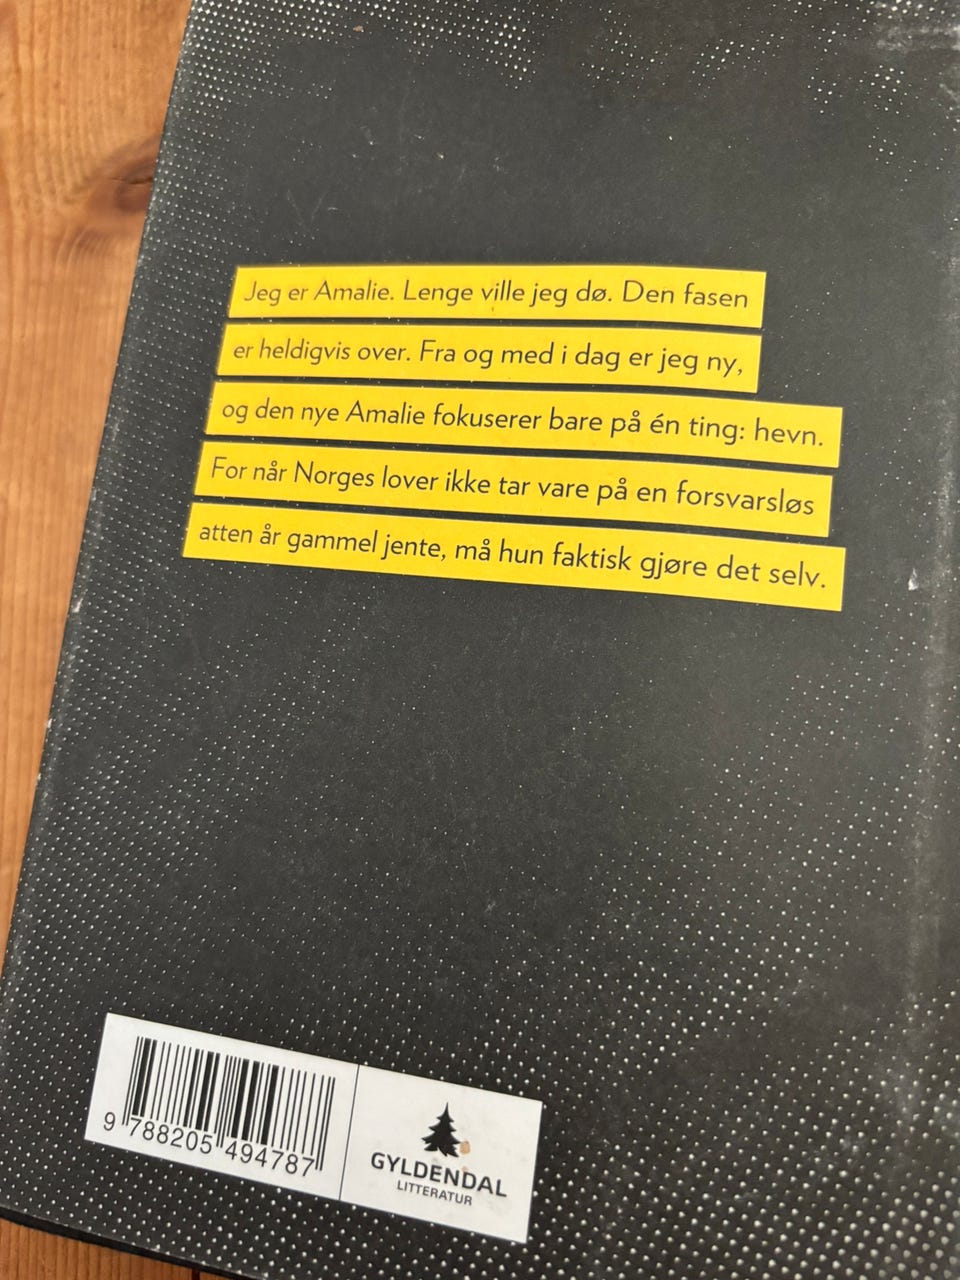 Jeg er Amalie. Lenge ville jeg dø. Den fasen
er heldigvis over. Fra og med i dag er jeg ny,
og den nye Amalie fokuserer bare på én ting: hevn.
For når Norges lover ikke tar vare på en forsvarsløs
atten år gammel jente, må hun faktisk gjøre det selv.
9 788205 494787
GYLDENDAL
LITTERATUR